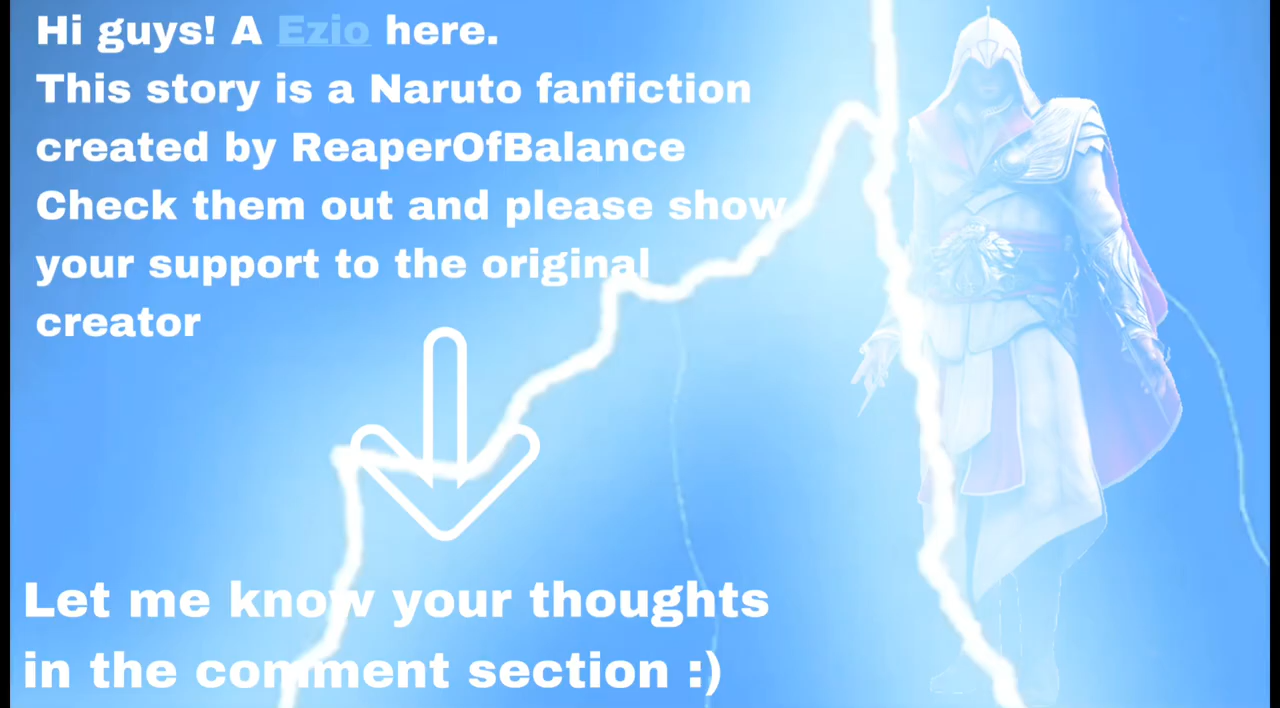 Hi guys! A Ezio here.
This story is a Naruto fanfiction
created by ReaperOfBalance
Check them out and please show
your support to the original
creator
Let me know your thoughts
in the comment section :)